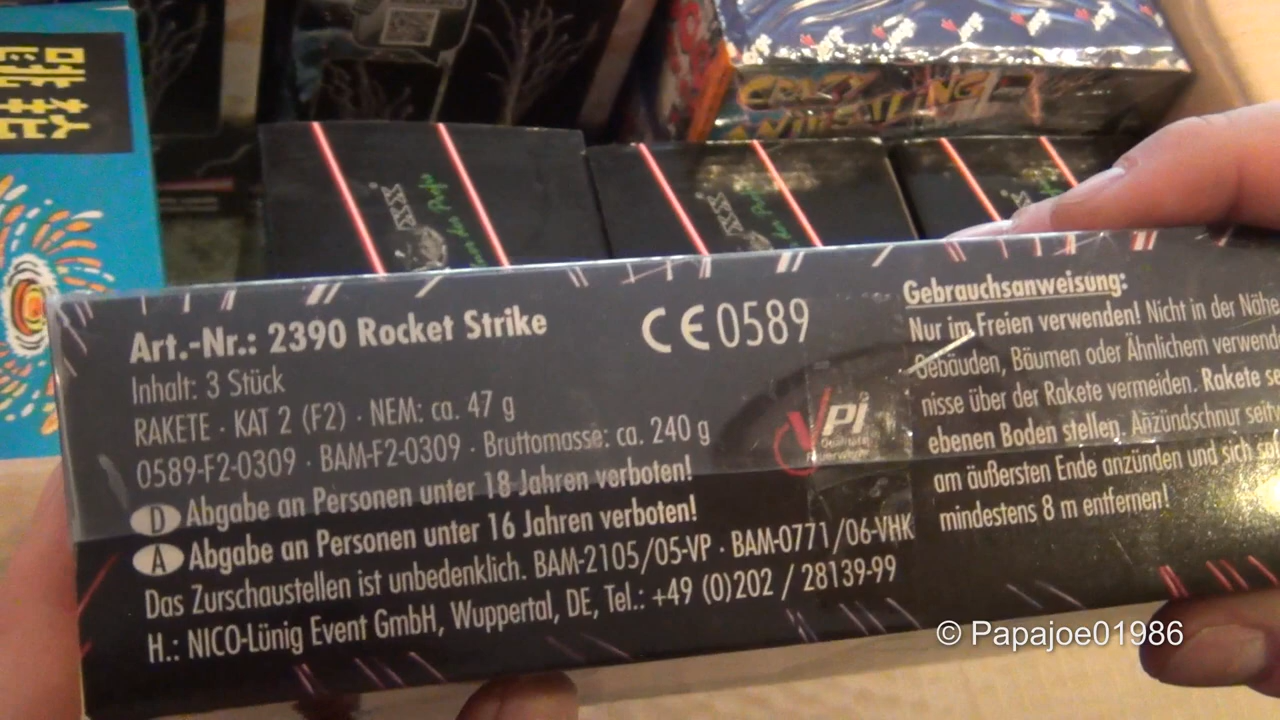 CRAZY
Art.-Nr.: 2390 Rocket Strike
Inhalt: 3 Stück
RAKETE · KAT 2 (F2) · NEM: ca. 47 g
0589-F2-0309 · BAM-F2-0309 · Bruttomasse: ca. 240 g
D Abgabe an Personen unter 18 Jahren verboten!
A Abgabe an Personen unter 16 Jahren verboten!
Das Zurschaustellen ist unbedenklich. BAM-2105/05-VP · BAM-0771/06-VHK
H.: NICO-Lünig Event GmbH, Wuppertal, DE, Tel.: +49 (0)202 / 28139-99
CE 0589
VPi
Qualitäts
Gebrauchsanweisung:
Nur im Freien verwenden! Nicht in der Nähe
Gebäuden, Bäumen oder Ähnlichem verwend
nisse über der Rakete vermeiden. Rakete se
ebenen Boden stellen. Anzündschnur seit
am äußersten Ende anzünden und sich
mindestens 8 m entfernen!
© Papajoe01986